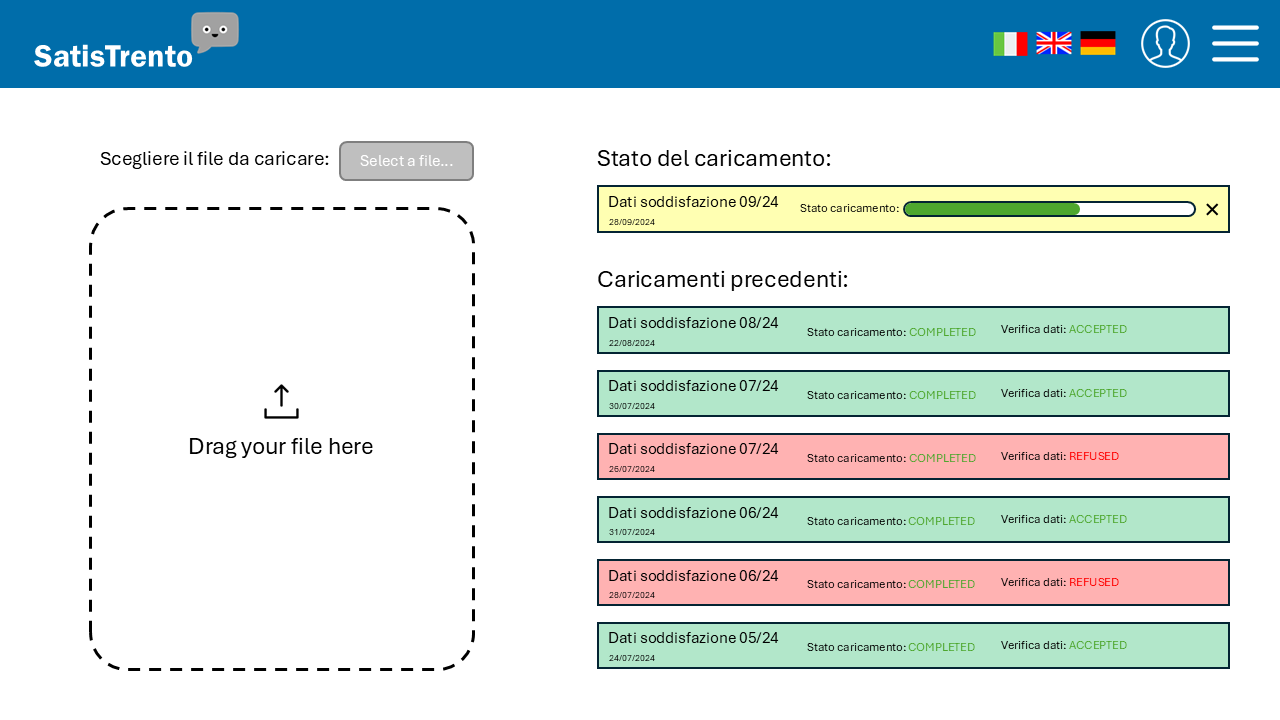 SatisTrento
Scegliere il file da caricare:
Select a file...
Drag your file here
Stato del caricamento:
Dati soddisfazione 09/24
28/09/2024
Stato caricamento:
Caricamenti precedenti:
Dati soddisfazione 08/24
22/08/2024
Stato caricamento: COMPLETED
Verifica dati: ACCEPTED
Dati soddisfazione 07/24
30/07/2024
Stato caricamento: COMPLETED
Verifica dati: ACCEPTED
Dati soddisfazione 07/24
26/07/2024
Stato caricamento: COMPLETED
Verifica dati: REFUSED
Dati soddisfazione 06/24
31/07/2024
Stato caricamento: COMPLETED
Verifica dati: ACCEPTED
Dati soddisfazione 06/24
28/07/2024
Stato caricamento: COMPLETED
Verifica dati: REFUSED
Dati soddisfazione 05/24
24/07/2024
Stato caricamento: COMPLETED
Verifica dati: ACCEPTED